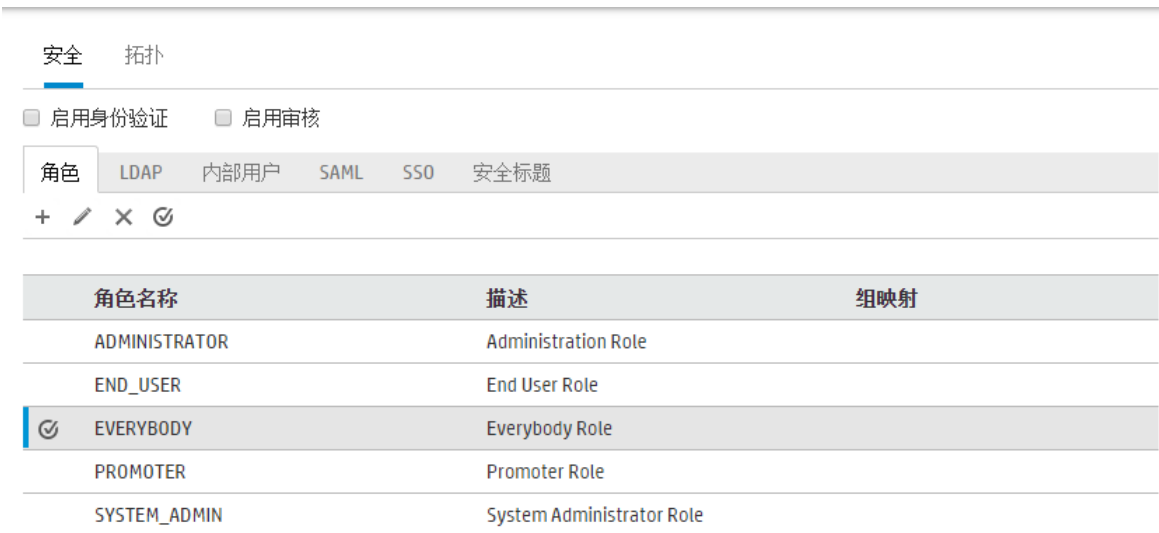 安全 拓扑
启用身份验证 启用审核
角色 LDAP 内部用户 SAML SSO 安全标题
角色名称 描述 组映射
ADMINISTRATOR Administration Role
END_USER End User Role
EVERYBODY Everybody Role
PROMOTER Promoter Role
SYSTEM_ADMIN System Administrator Role